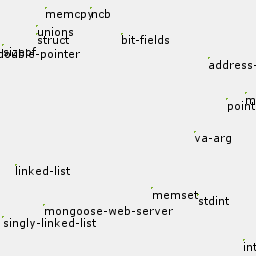 memcpy
ncb
unions
struct
bit-fields
sizeof
double-pointer
address-
m
point
va-arg
linked-list
memset
stdint
mongoose-web-server
singly-linked-list
int